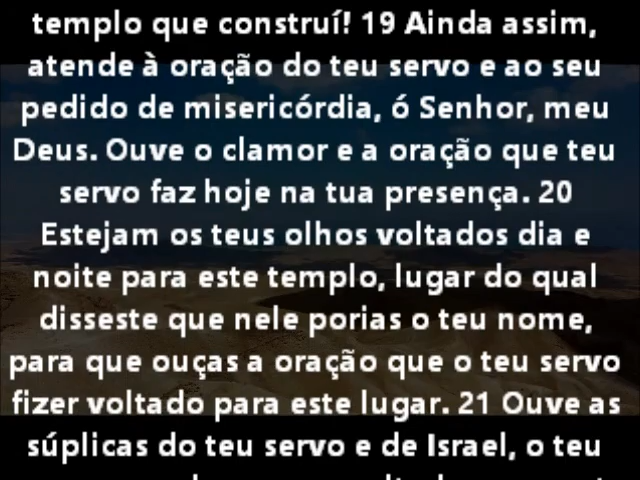 templo que construí! 19 Ainda assim,
atende à oração do teu servo e ao seu
pedido de misericórdia, ó Senhor, meu
Deus. Ouve o clamor e a oração que teu
servo faz hoje na tua presença. 20
Estejam os teus olhos voltados dia e
noite para este templo, lugar do qual
disseste que nele porias o teu nome,
para que ouças a oração que o teu servo
fizer voltado para este lugar. 21 Ouve as
súplicas do teu servo e de Israel, o teu